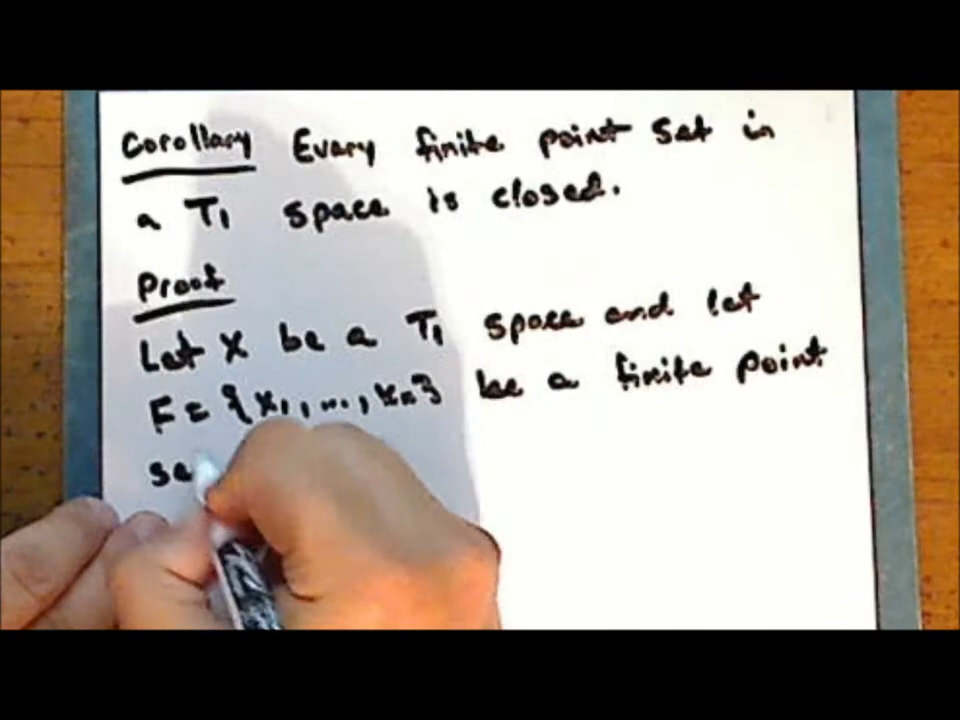 Corollary Every finite point set in
a T1 space is closed.
Proof
Let X be a T1 space and let
F = {x1, ..., xn} be a finite point
se